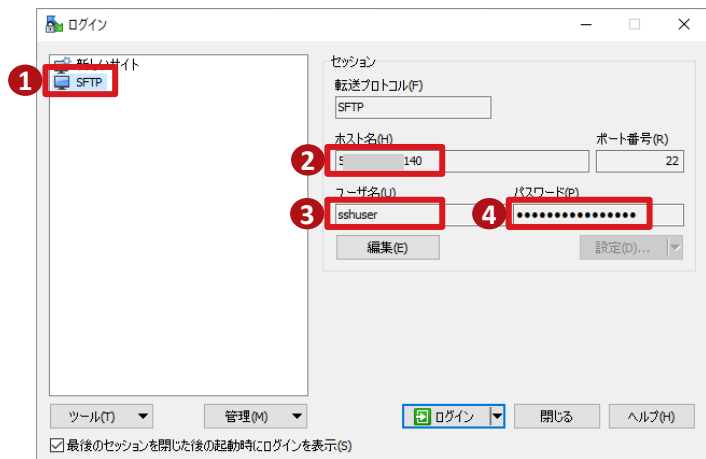 ログイン
新しいサイト
1
SFTP
セッション
転送プロトコル(F)
SFTP
ホスト名(H)
ポート番号(R)
2
140
22
ユーザ名(U)
パスワード(P)
3
sshuser
4
••••••••••••••••
編集(E)
設定(D)...
ツール(T)
管理(M)
ログイン
閉じる
ヘルプ(H)
最後のセッションを閉じた後の起動時にログインを表示(S)